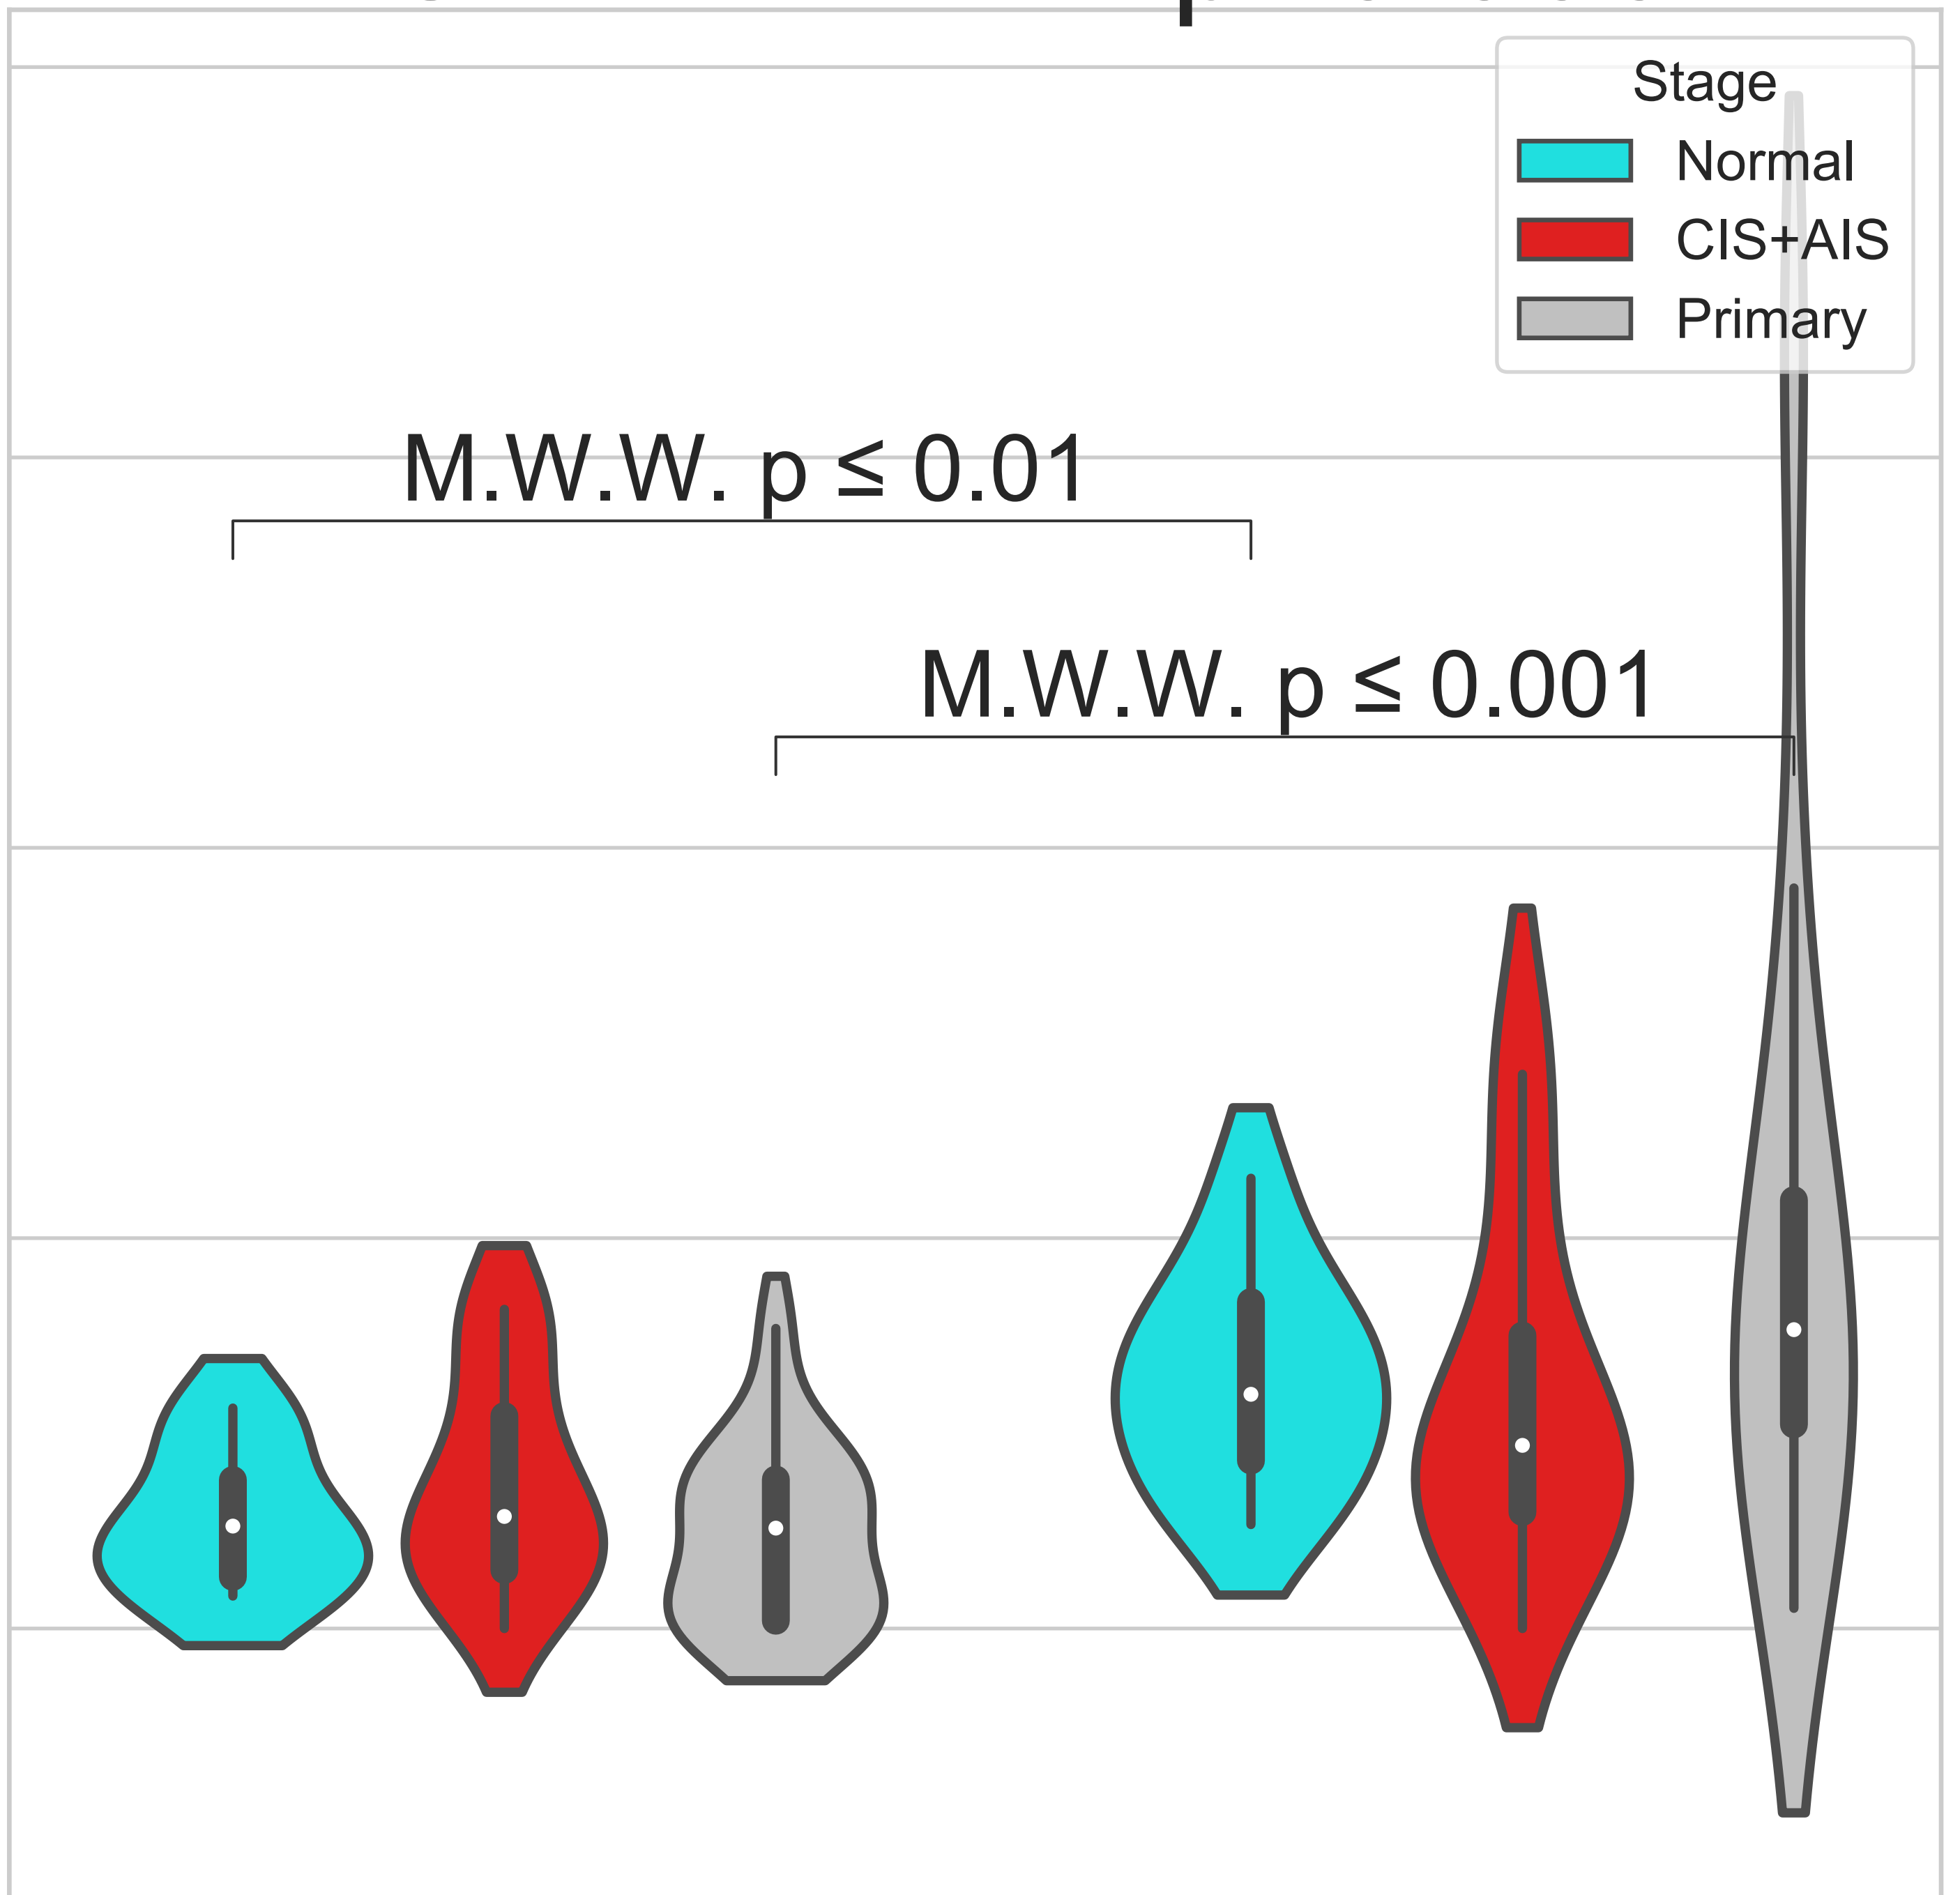 Stage
Normal
CIS+AIS
Primary
M.W.W. p ≤ 0.01
M.W.W. p ≤ 0.001